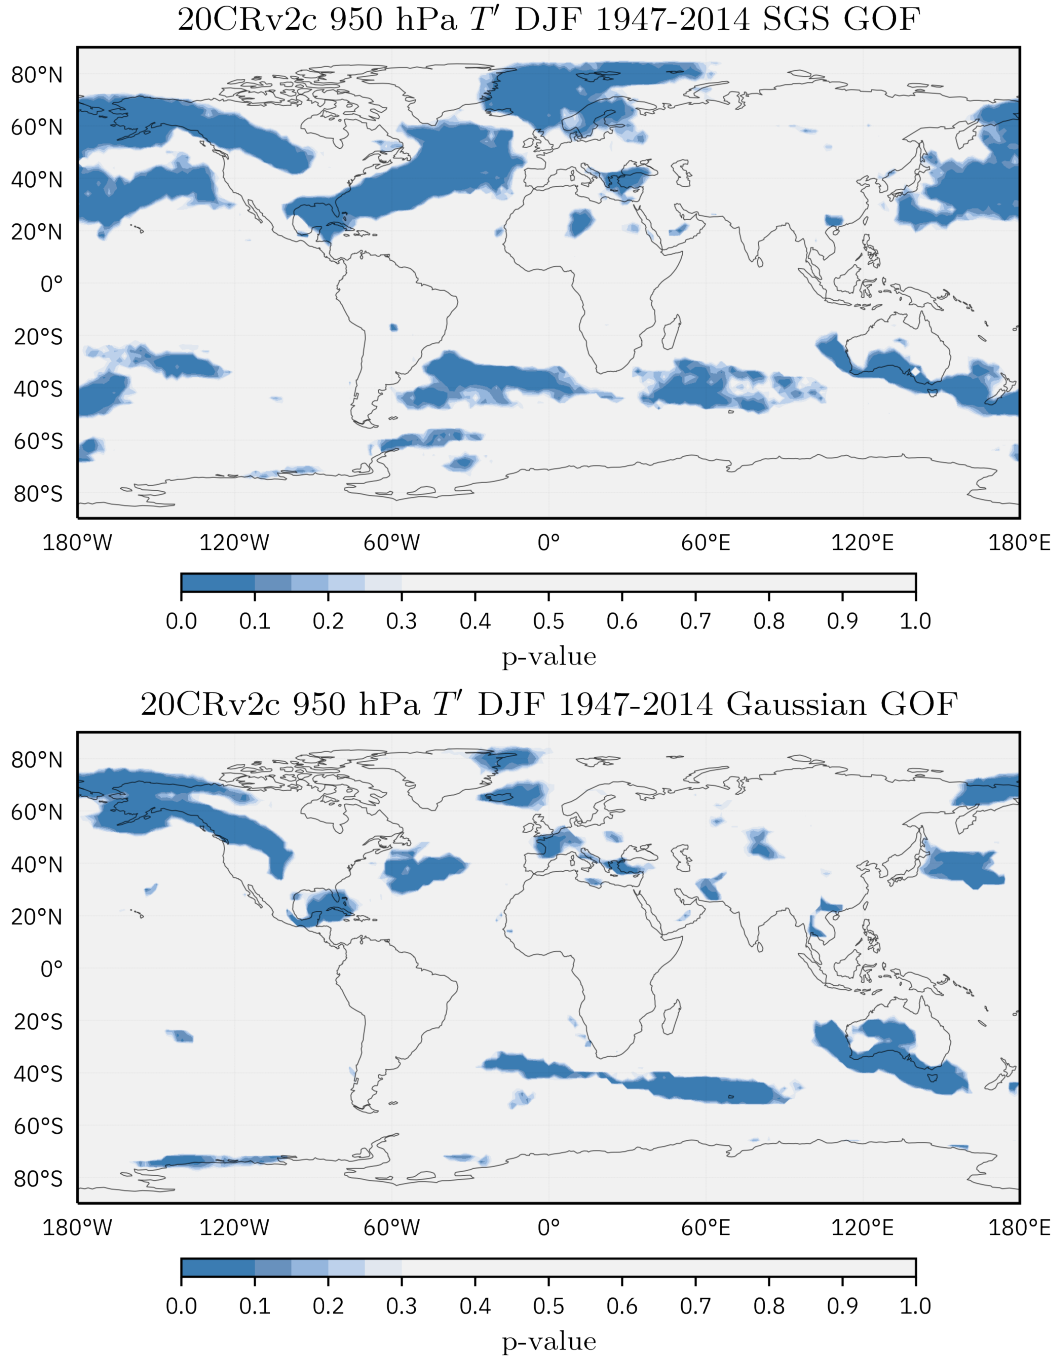 20CRv2c 950 hPa T′ DJF 1947-2014 SGS GOF
80°N
60°N
40°N
20°N
0°
20°S
40°S
60°S
80°S
180°W 120°W 60°W 0° 60°E 120°E 180°E
0.0 0.1 0.2 0.3 0.4 0.5 0.6 0.7 0.8 0.9 1.0
p-value
20CRv2c 950 hPa T′ DJF 1947-2014 Gaussian GOF
80°N
60°N
40°N
20°N
0°
20°S
40°S
60°S
80°S
180°W 120°W 60°W 0° 60°E 120°E 180°E
0.0 0.1 0.2 0.3 0.4 0.5 0.6 0.7 0.8 0.9 1.0
p-value